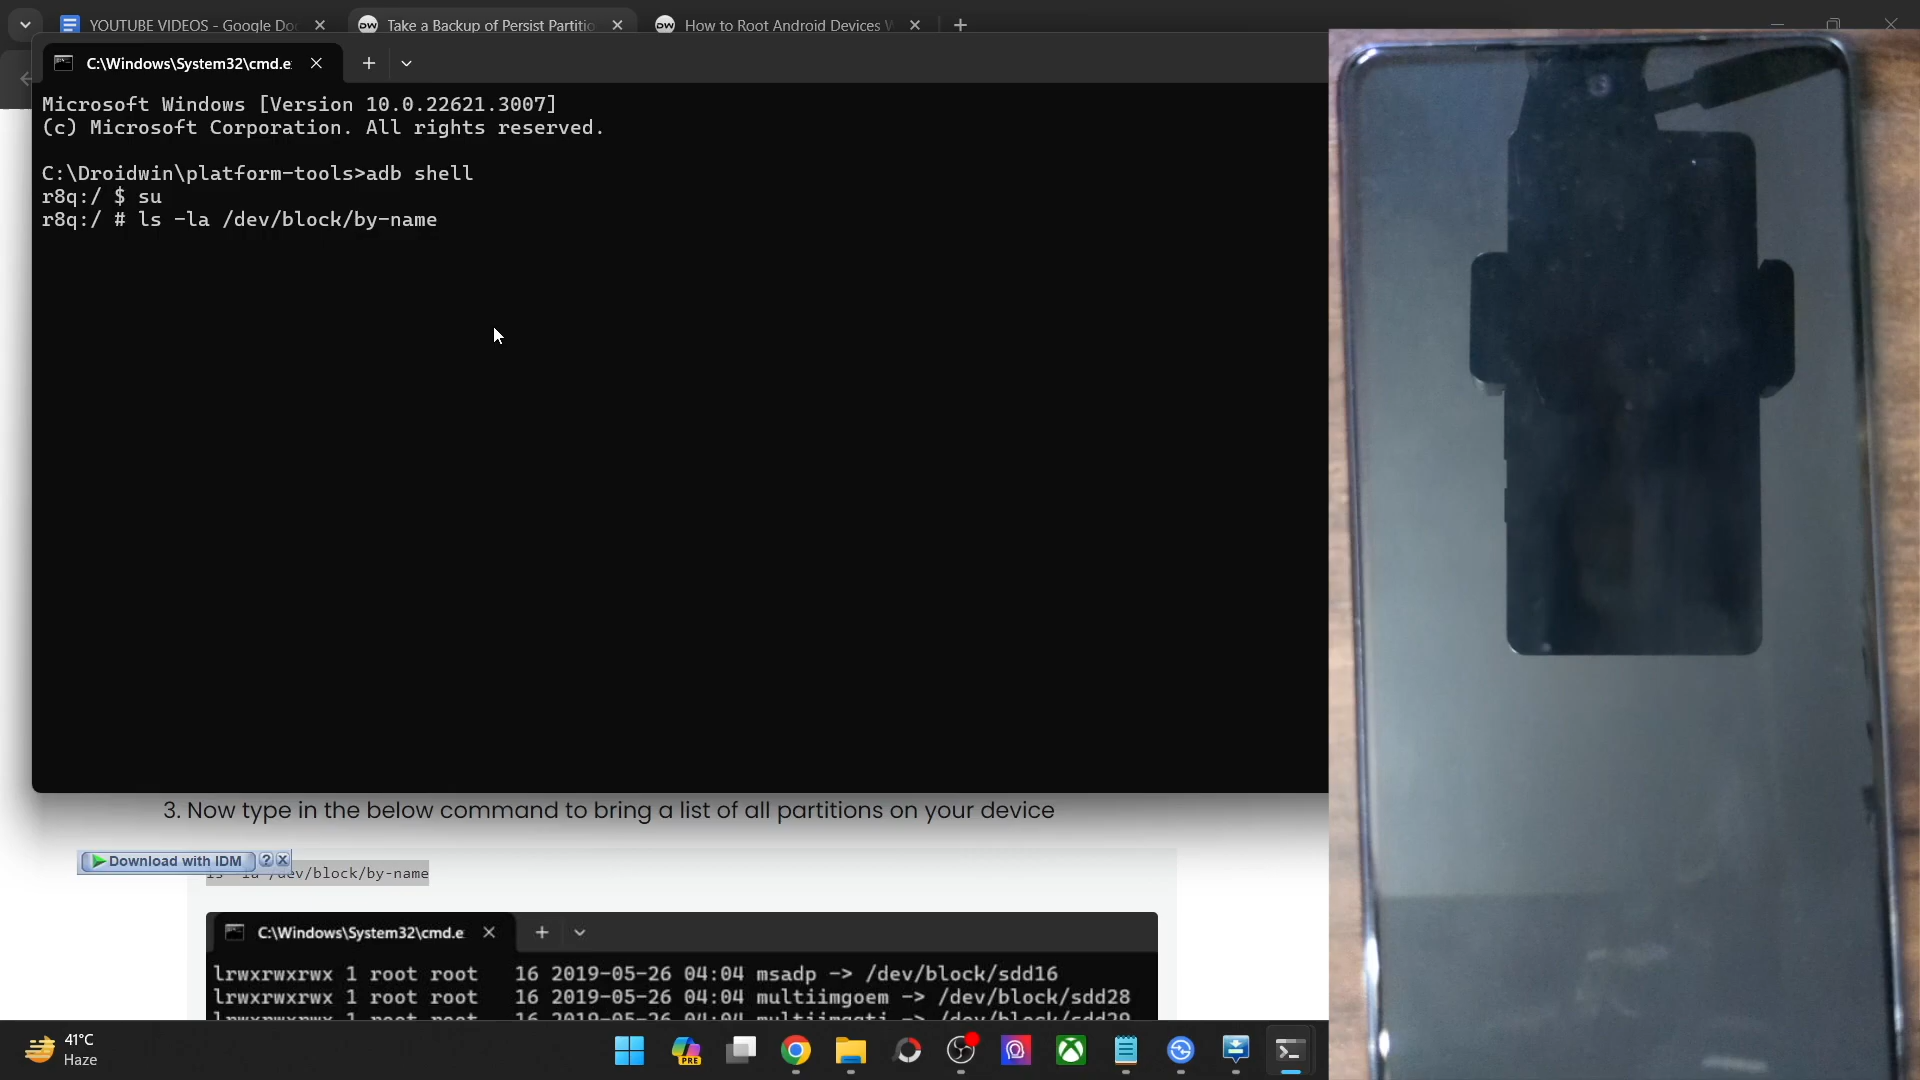 YOUTUBE VIDEOS - Google Do
Take a Backup of Persist Partitio
How to Root Android Devices
C:\Windows\System32\cmd.e
Microsoft Windows [Version 10.0.22621.3007]
(c) Microsoft Corporation. All rights reserved.
C:\Droidwin\platform-tools>adb shell
r8q:/ $ su
r8q:/ # ls -la /dev/block/by-name
3. Now type in the below command to bring a list of all partitions on your device
Download with IDM ?
ls -la /dev/block/by-name
C:\Windows\System32\cmd.e
lrwxrwxrwx 1 root root 16 2019-05-26 04:04 msadp -> /dev/block/sdd16
lrwxrwxrwx 1 root root 16 2019-05-26 04:04 multiimgoem -> /dev/block/sdd28
41°C
Haze
PRE